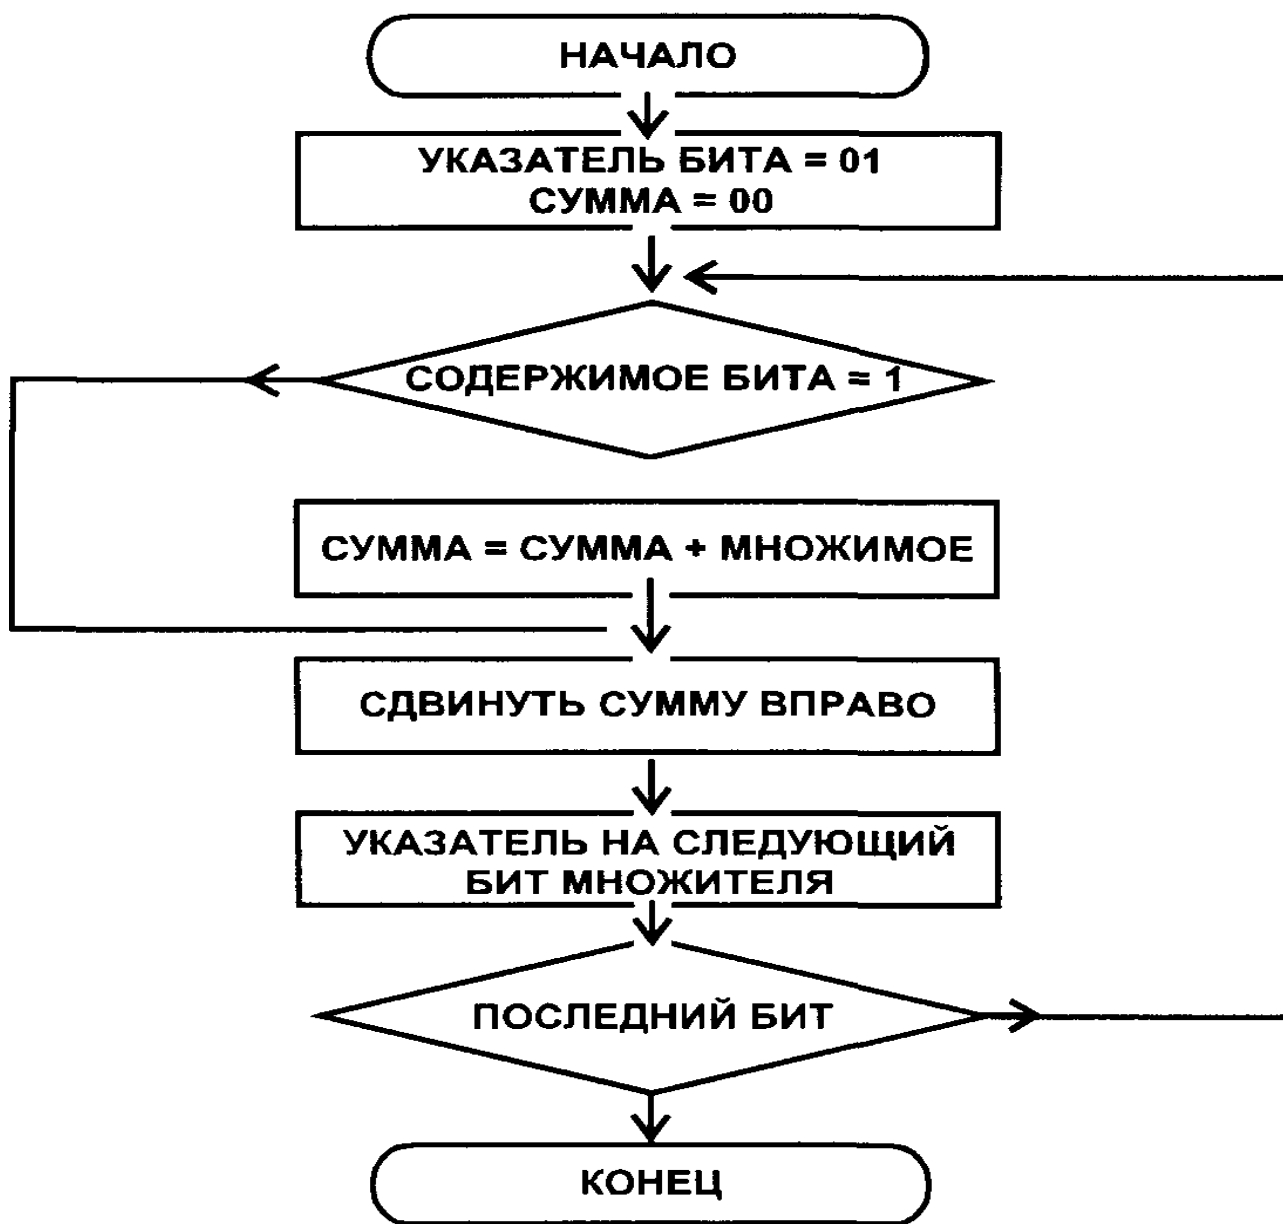 НАЧАЛО
УКАЗАТЕЛЬ БИТА = 01
СУММА = 00
СОДЕРЖИМОЕ БИТА = 1
СУММА = СУММА + МНОЖИМОЕ
СДВИНУТЬ СУММУ ВПРАВО
УКАЗАТЕЛЬ НА СЛЕДУЮЩИЙ
БИТ МНОЖИТЕЛЯ
ПОСЛЕДНИЙ БИТ
КОНЕЦ